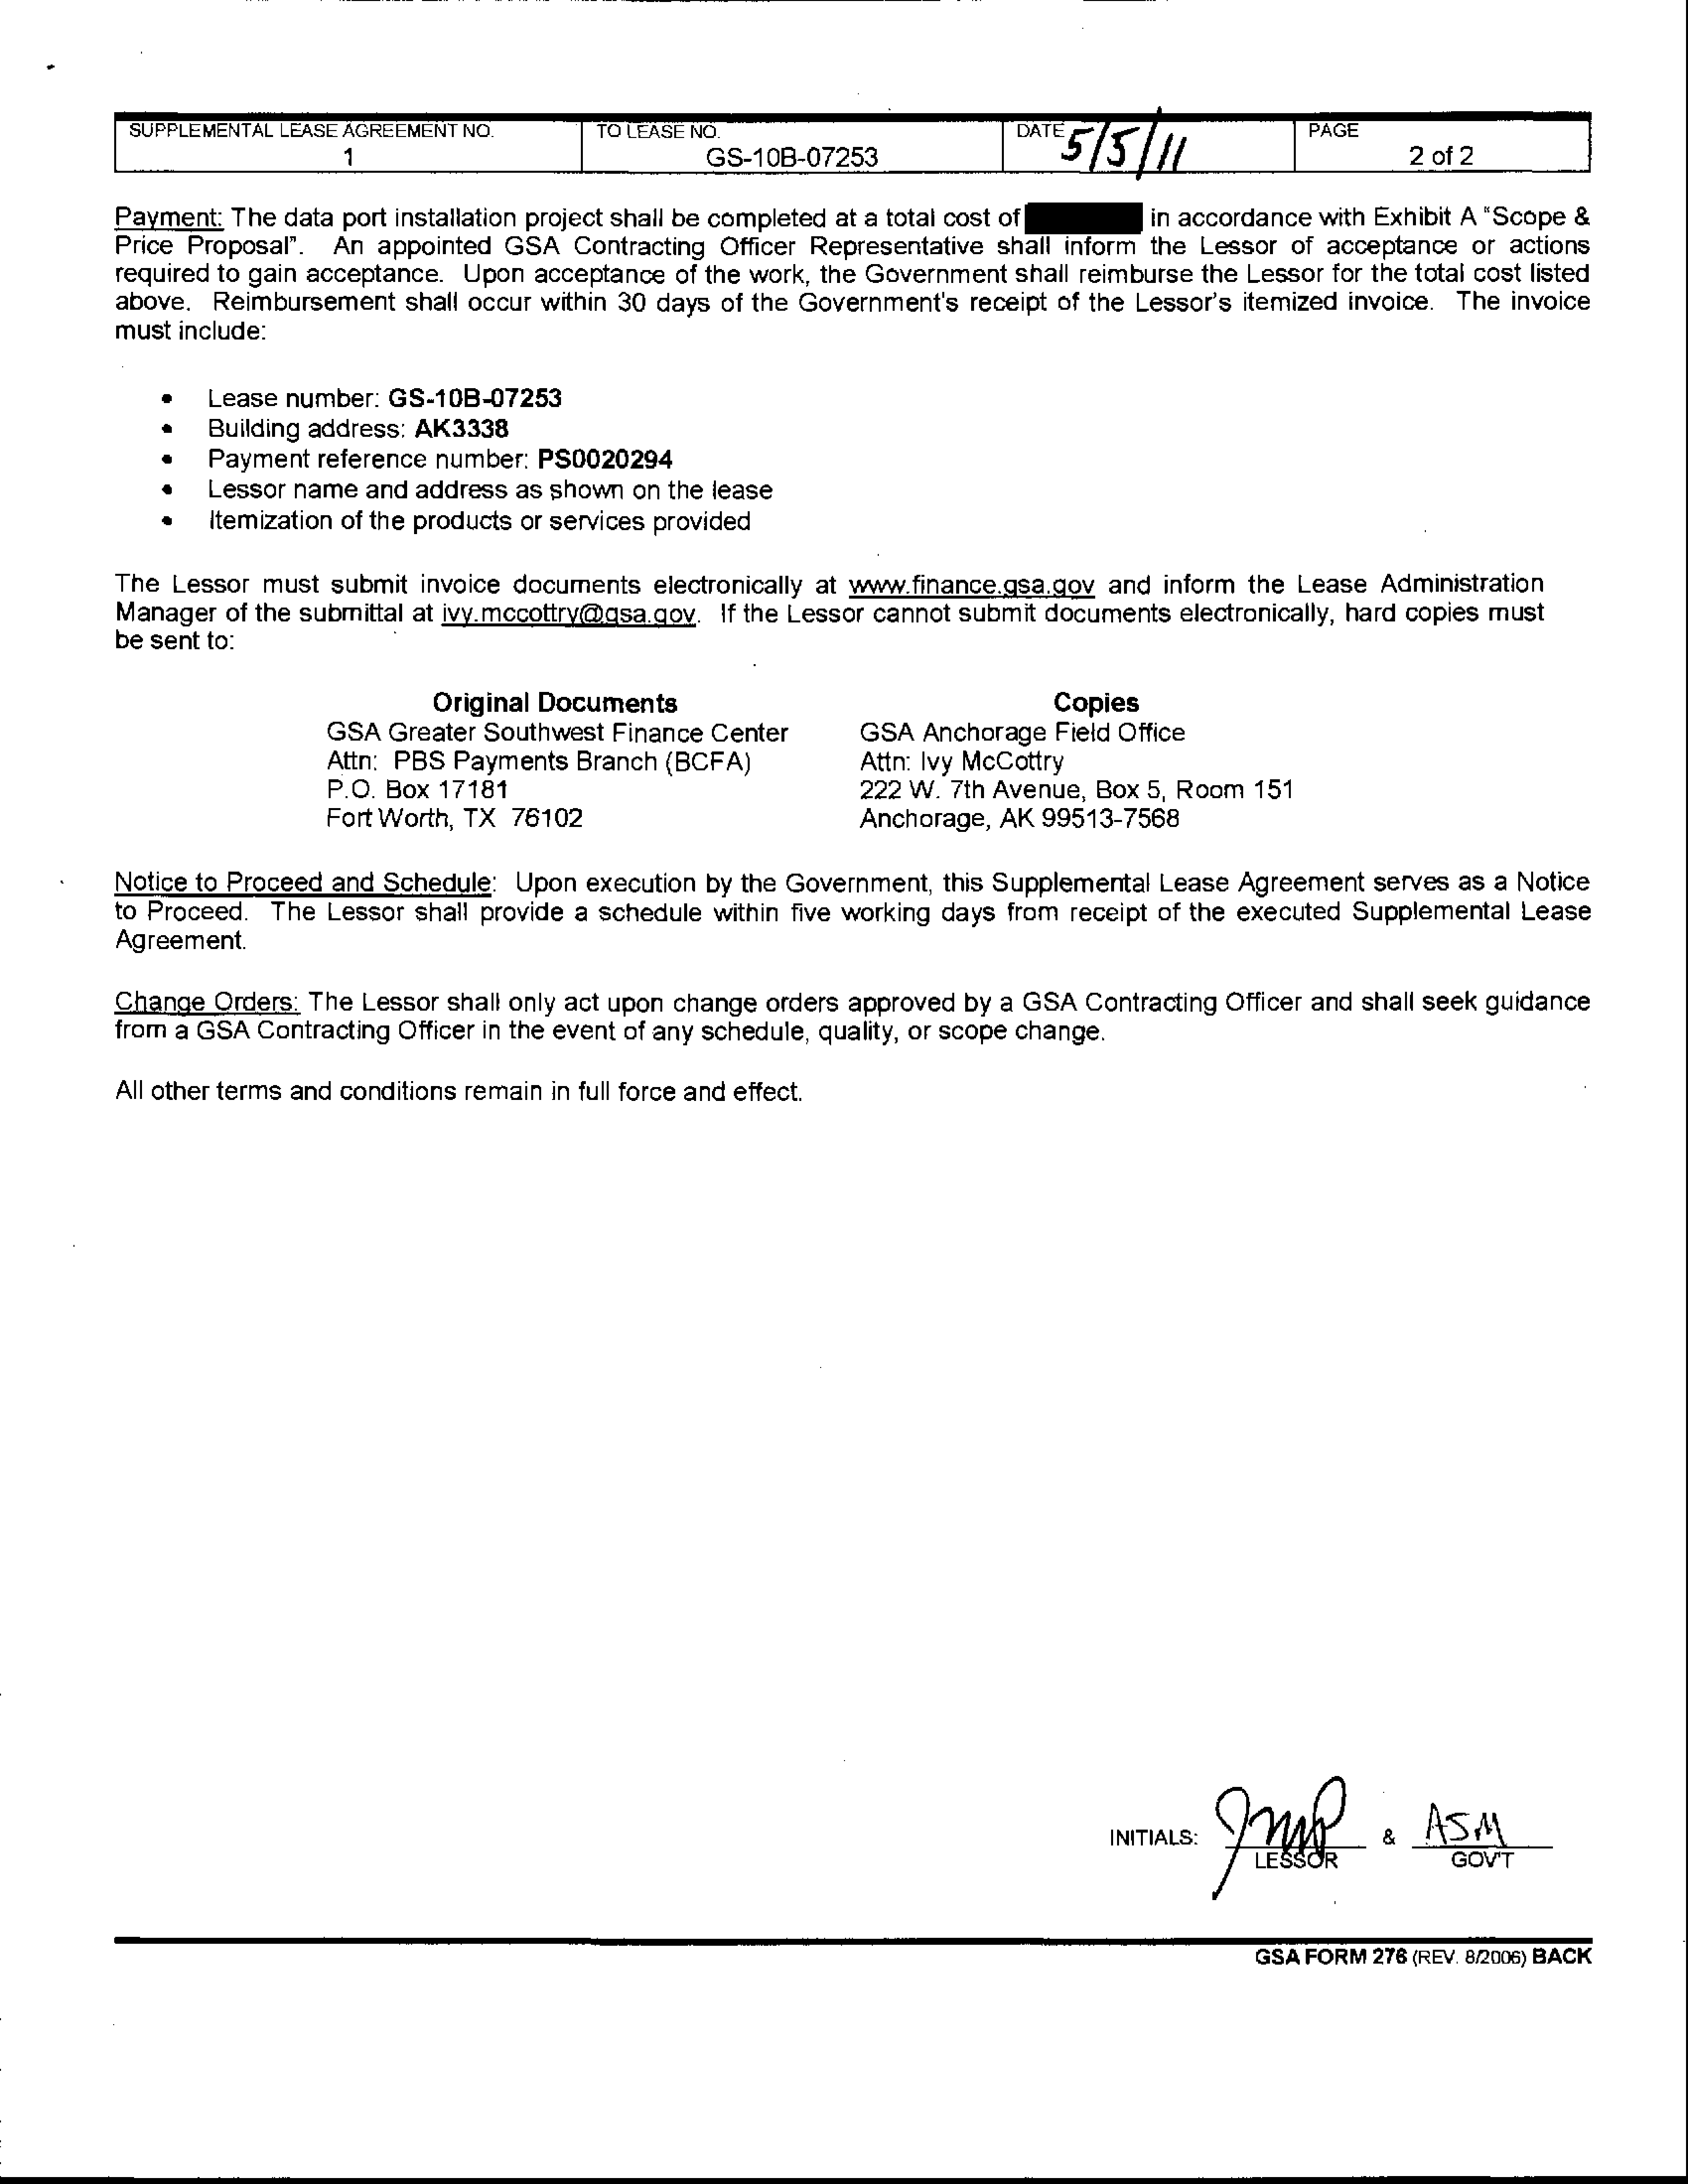 SUPPLEMENTAL LEASE AGREEMENT NO. TO LEASE NO. DATE PAGE
1 GS-10B-07253 5/5/11 2 of 2
Payment: The data port installation project shall be completed at a total cost of in accordance with Exhibit A "Scope &
Price Proposal". An appointed GSA Contracting Officer Representative shall inform the Lessor of acceptance or actions
required to gain acceptance. Upon acceptance of the work, the Government shall reimburse the Lessor for the total cost listed
above. Reimbursement shall occur within 30 days of the Government's receipt of the Lessor's itemized invoice. The invoice
must include:
• Lease number: GS-10B-07253
• Building address: AK3338
• Payment reference number: PS0020294
• Lessor name and address as shown on the lease
• Itemization of the products or services provided
The Lessor must submit invoice documents electronically at www.finance.gsa.gov and inform the Lease Administration
Manager of the submittal at ivy.mccottry@gsa.gov. If the Lessor cannot submit documents electronically, hard copies must
be sent to:
Original Documents
GSA Greater Southwest Finance Center
Attn: PBS Payments Branch (BCFA)
P.O. Box 17181
Fort Worth, TX 76102
Copies
GSA Anchorage Field Office
Attn: Ivy McCottry
222 W. 7th Avenue, Box 5, Room 151
Anchorage, AK 99513-7568
Notice to Proceed and Schedule: Upon execution by the Government, this Supplemental Lease Agreement serves as a Notice
to Proceed. The Lessor shall provide a schedule within five working days from receipt of the executed Supplemental Lease
Agreement.
Change Orders: The Lessor shall only act upon change orders approved by a GSA Contracting Officer and shall seek guidance
from a GSA Contracting Officer in the event of any schedule, quality, or scope change.
All other terms and conditions remain in full force and effect.
INITIALS: & ASM
LESSOR GOV'T
GSA FORM 276 (REV. 8/2006) BACK